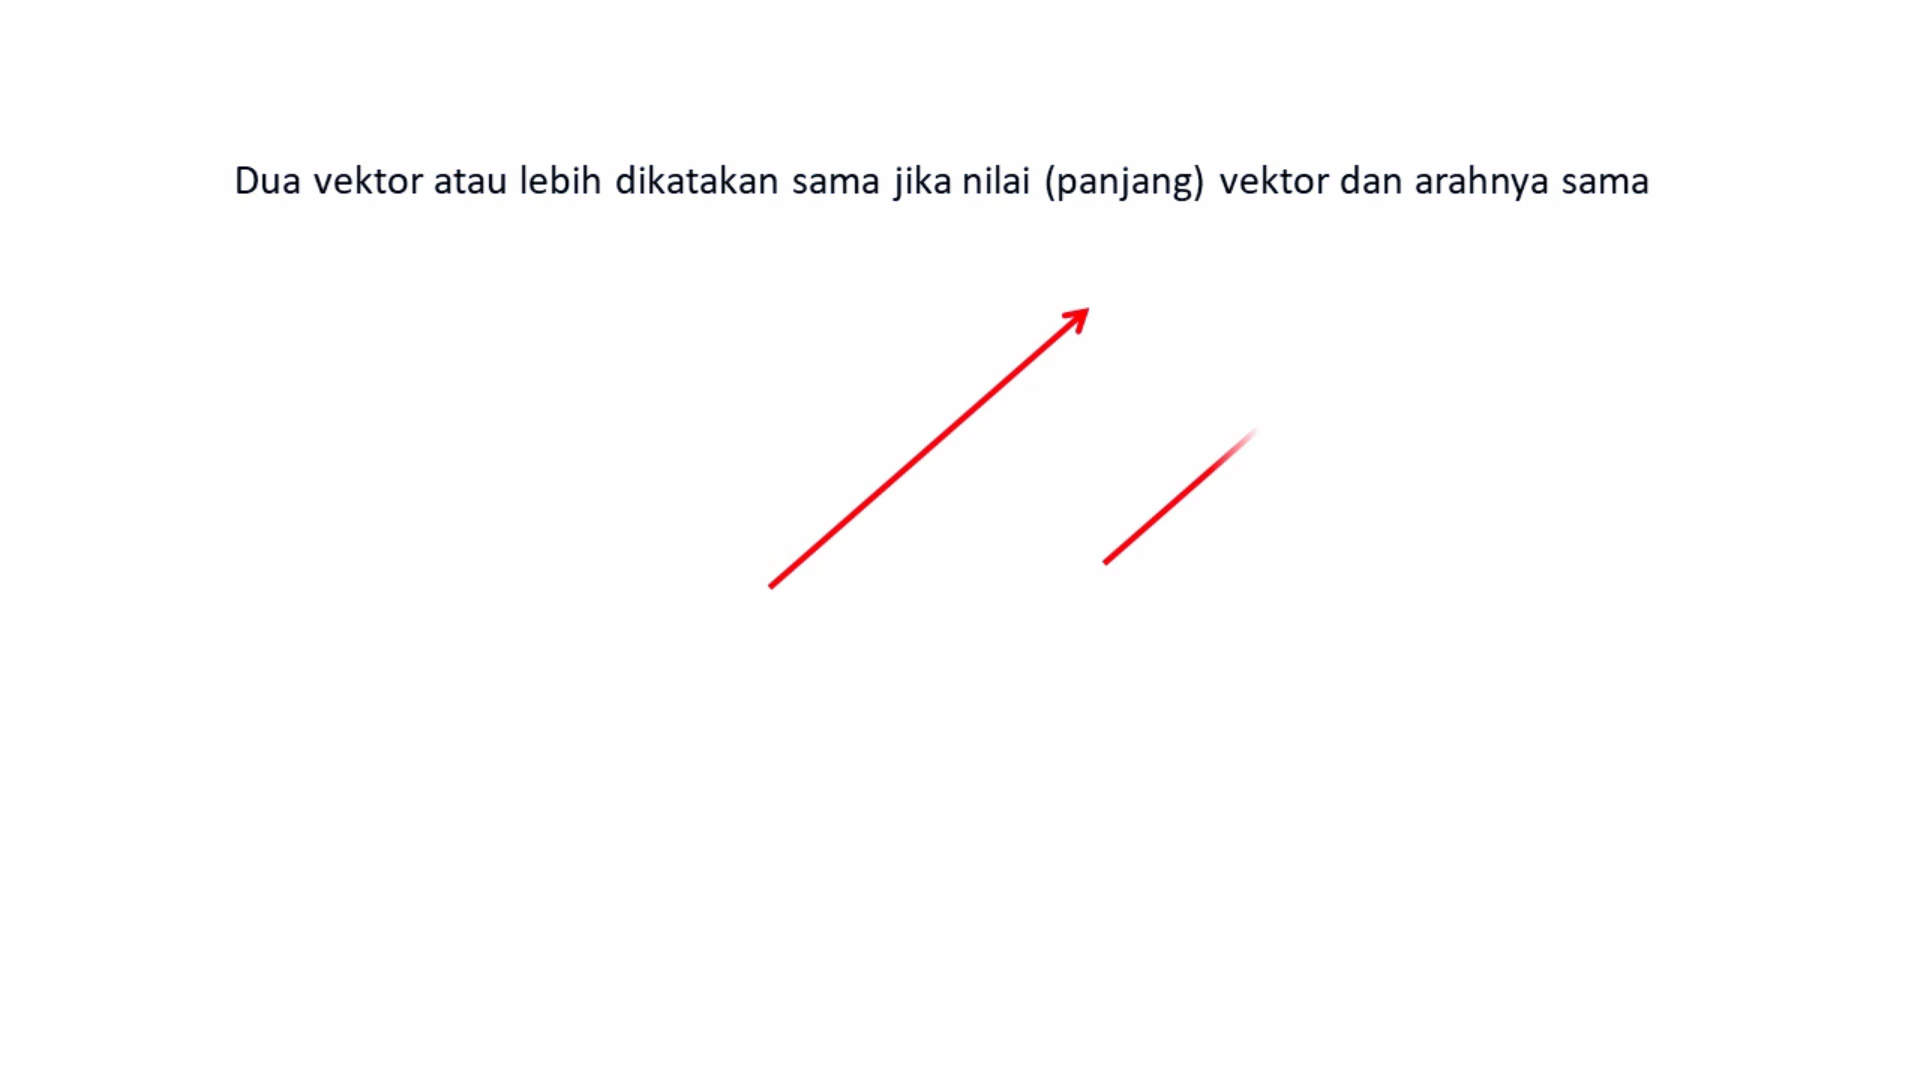 Dua vektor atau lebih dikatakan sama jika nilai (panjang) vektor dan arahnya sama